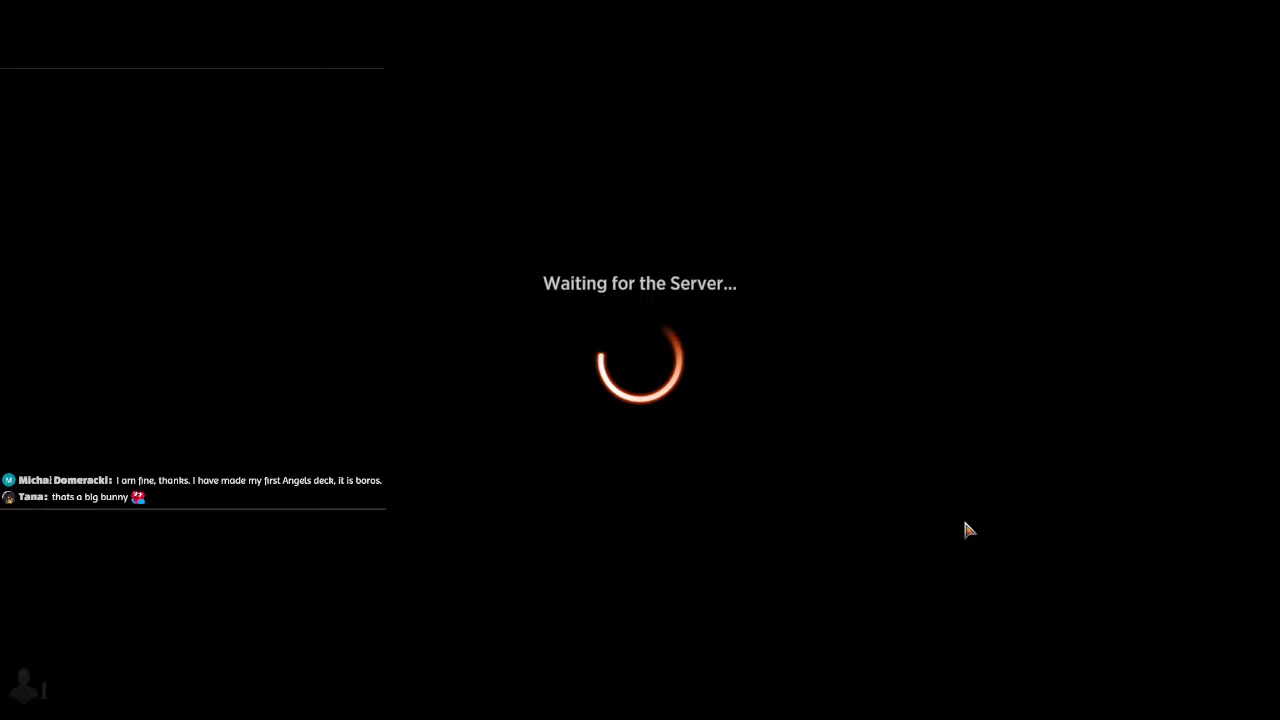 Waiting for the Server...
Michał Domeracki: I am fine, thanks. I have made my first Angels deck, it is boros.
Tana: thats a big bunny
1